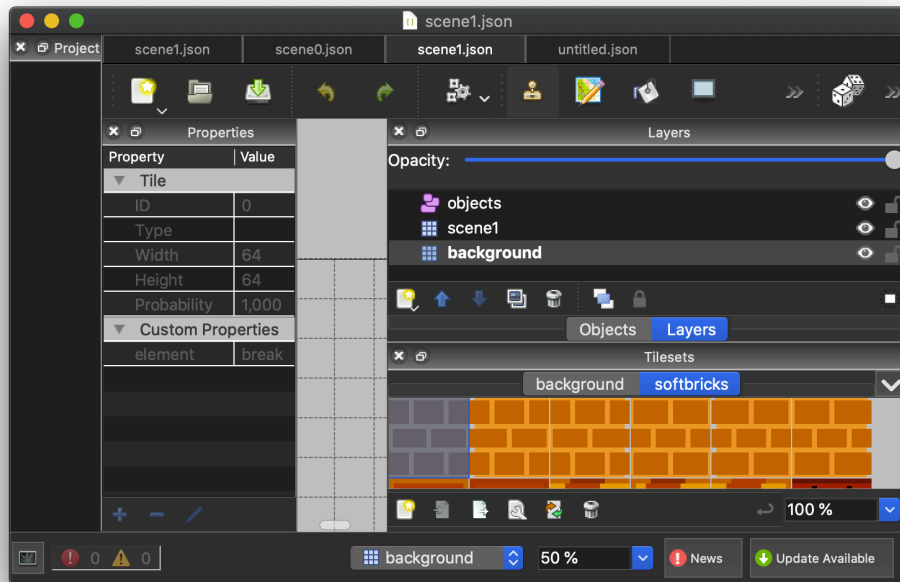 scene1.json
Project
scene1.json scene0.json scene1.json untitled.json
Properties
Property Value
Tile
ID 0
Type
Width 64
Height 64
Probability 1,000
Custom Properties
element break
Layers
Opacity:
objects
scene1
background
Objects Layers
Tilesets
background softbricks
100 %
0 0
background
50 %
News
Update Available